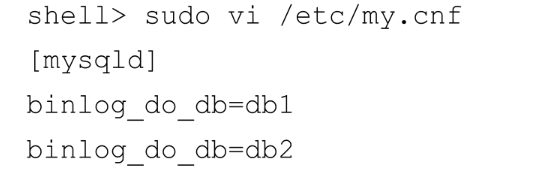 shell> sudo vi /etc/my.cnf
[mysqld]
binlog_do_db=db1
binlog_do_db=db2